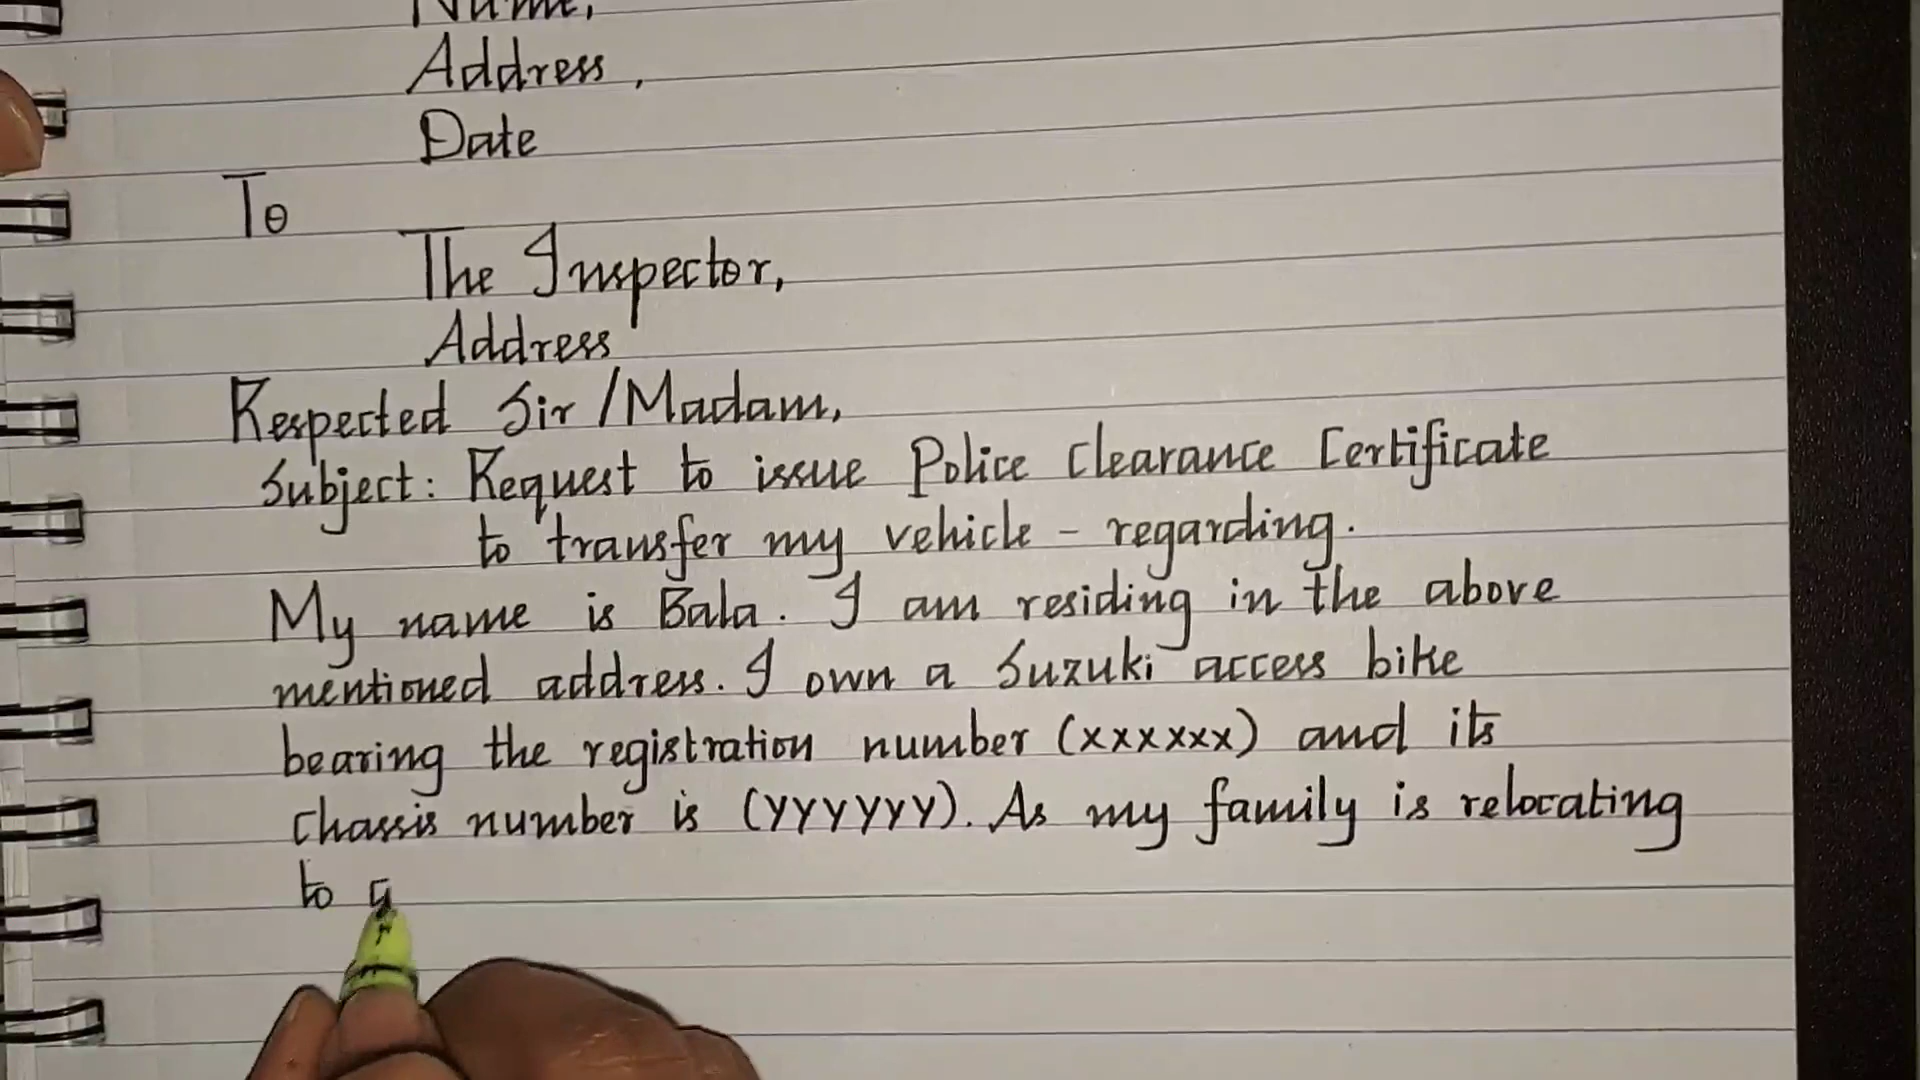 Name,
Address,
Date
To
The Inspector,
Address
Respected Sir/Madam,
Subject: Request to issue Police Clearance Certificate
to transfer my vehicle - regarding.
My name is Bala. I am residing in the above
mentioned address. I own a Suzuki access bike
bearing the registration number (xxxxxx) and its
chassis number is (YYYYYY). As my family is relocating
to